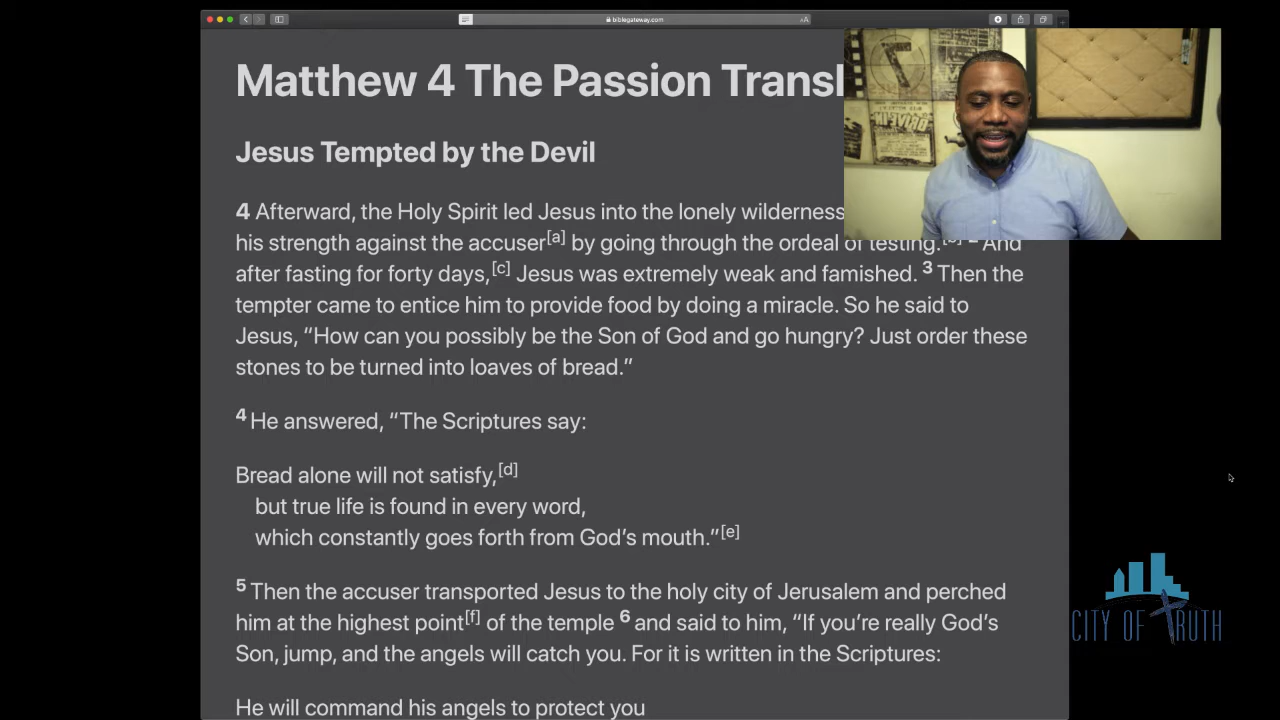 biblegateway.com
AA
Matthew 4 The Passion Transl
Jesus Tempted by the Devil
4 Afterward, the Holy Spirit led Jesus into the lonely wilderness
his strength against the accuser[a] by going through the ordeal of testing.[b] 2 And
after fasting for forty days,[c] Jesus was extremely weak and famished. 3 Then the
tempter came to entice him to provide food by doing a miracle. So he said to
Jesus, “How can you possibly be the Son of God and go hungry? Just order these
stones to be turned into loaves of bread.”
4 He answered, “The Scriptures say:
Bread alone will not satisfy,[d]
but true life is found in every word,
which constantly goes forth from God’s mouth.”[e]
5 Then the accuser transported Jesus to the holy city of Jerusalem and perched
him at the highest point[f] of the temple 6 and said to him, “If you’re really God’s
Son, jump, and the angels will catch you. For it is written in the Scriptures:
He will command his angels to protect you
DRIVE-IN
CITY OF TRUTH